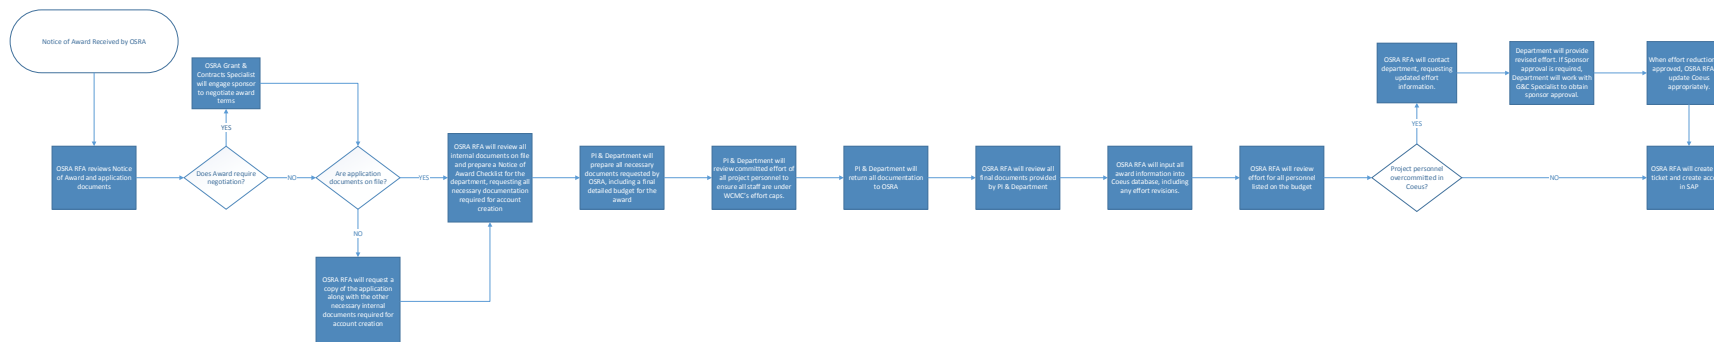 Notice of Award Received by OSRA
OSRA RFA reviews Notice
of Award and application
documents
OSRA Grant &
Contracts Specialist
will engage sponsor
to negotiate award
terms
YES
Does Award require
negotiation?
NO
Are application
documents on file?
YES
NO
OSRA RFA will request a
copy of the application
along with the other
necessary internal
documents required for
account creation
OSRA RFA will review all
internal documents on file
and prepare a Notice of
Award Checklist for the
department, requesting all
necessary documentation
required for account
creation
PI & Department will
prepare all necessary
documents requested by
OSRA, including a final
detailed budget for the
award
PI & Department will
review committed effort of
all project personnel to
ensure all staff are under
WCMC's effort caps.
PI & Department will
return all documentation
to OSRA
OSRA RFA will review all
final documents provided
by PI & Department
OSRA RFA will input all
award information into
Coeus database, including
any effort revisions.
OSRA RFA will review
effort for all personnel
listed on the budget
Project personnel
overcommitted in
Coeus?
YES
NO
OSRA RFA will contact
department, requesting
updated effort
information.
Department will provide
revised effort. If Sponsor
approval is required,
Department will work with
G&C Specialist to obtain
sponsor approval.
When effort reduction
approved, OSRA RFA
update Coeus
appropriately.
OSRA RFA will create
ticket and create
in SAP